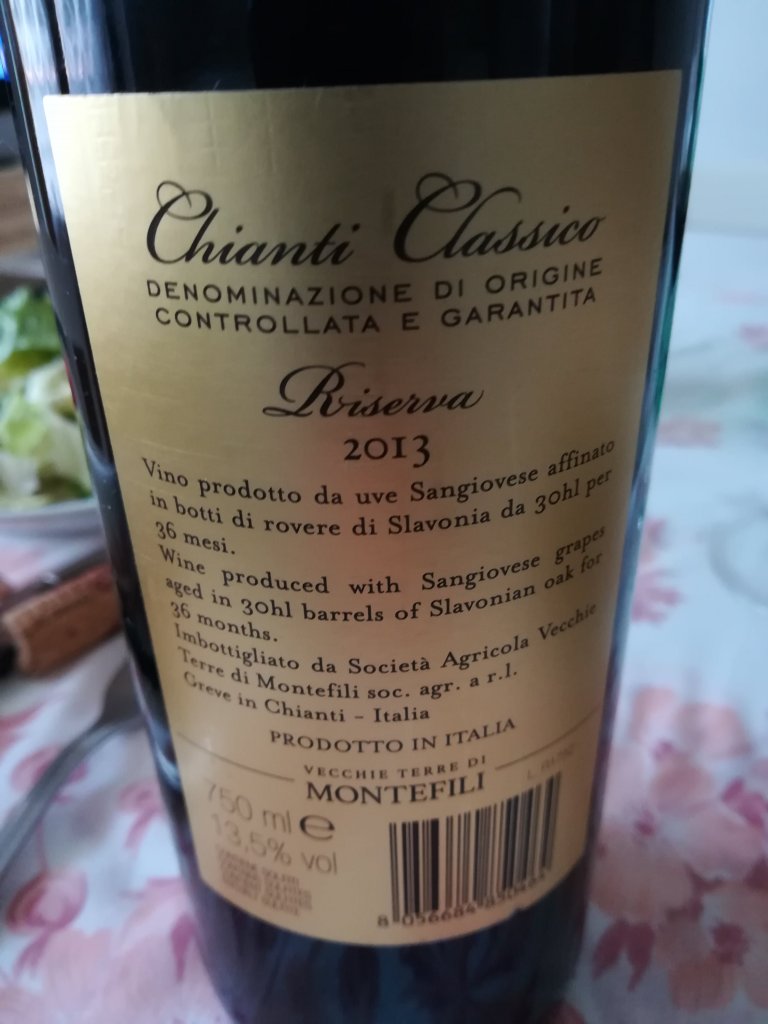 Chianti Classico
DENOMINAZIONE DI ORIGINE
CONTROLLATA E GARANTITA
Riserva
2013
Vino prodotto da uve Sangiovese affinato
in botti di rovere di Slavonia da 30hl per
36 mesi.
Wine produced with Sangiovese grapes
aged in 30hl barrels of Slavonian oak for
36 months.
Imbottigliato da Società Agricola Vecchie
Terre di Montefili soc. agr. a r.l.
Greve in Chianti - Italia
PRODOTTO IN ITALIA
VECCHIE TERRE DI
MONTEFILI
750 ml e
13,5% vol